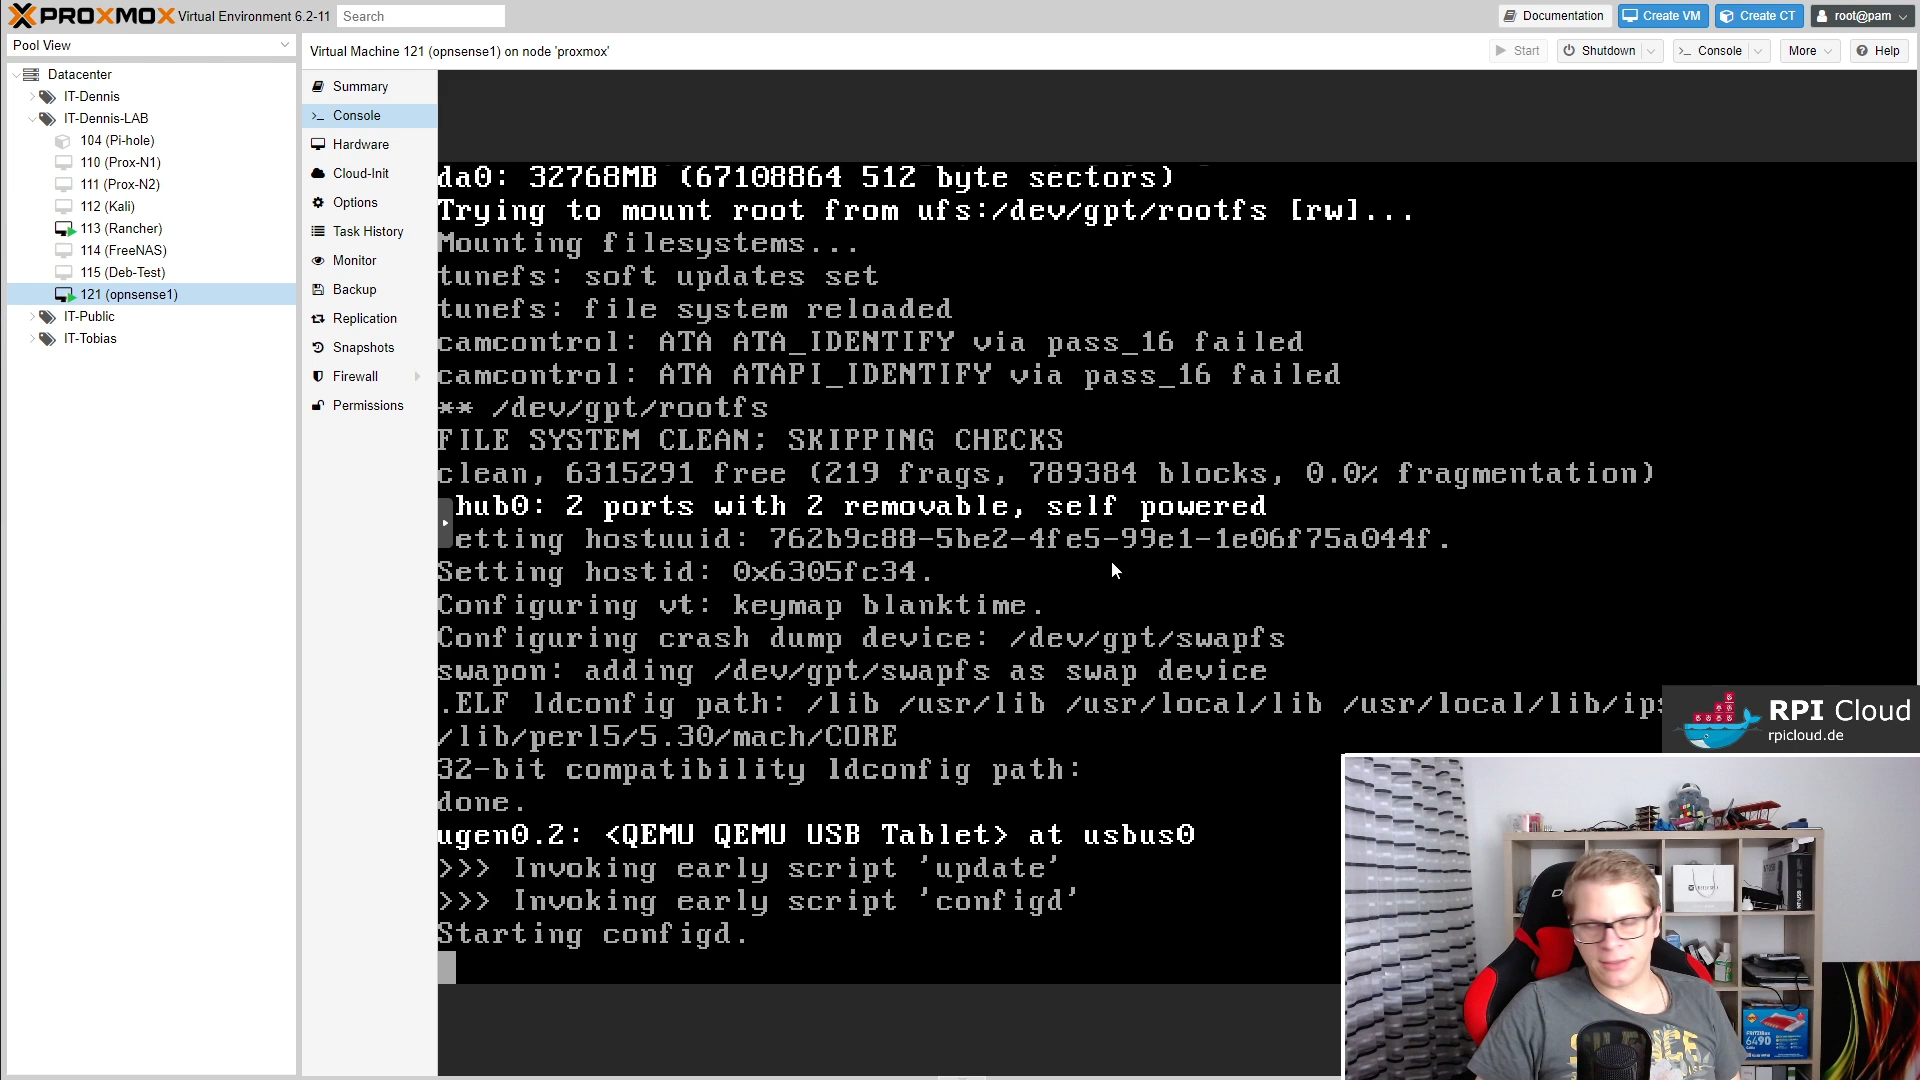 PROXMOX Virtual Environment 6.2-11 Search
Documentation Create VM Create CT root@pam
Pool View
Virtual Machine 121 (opnsense1) on node 'proxmox'
Start Shutdown Console More Help
Datacenter
IT-Dennis
IT-Dennis-LAB
104 (Pi-hole)
110 (Prox-N1)
111 (Prox-N2)
112 (Kali)
113 (Rancher)
114 (FreeNAS)
115 (Deb-Test)
121 (opnsense1)
IT-Public
IT-Tobias
Summary
Console
Hardware
Cloud-Init
Options
Task History
Monitor
Backup
Replication
Snapshots
Firewall
Permissions
da0: 32768MB (67108864 512 byte sectors)
Trying to mount root from ufs:/dev/gpt/rootfs [rw]...
Mounting filesystems...
tunefs: soft updates set
tunefs: file system reloaded
camcontrol: ATA ATA_IDENTIFY via pass_16 failed
camcontrol: ATA ATAPI_IDENTIFY via pass_16 failed
** /dev/gpt/rootfs
FILE SYSTEM CLEAN; SKIPPING CHECKS
clean, 6315291 free (219 frags, 789384 blocks, 0.0% fragmentation)
hub0: 2 ports with 2 removable, self powered
etting hostuuid: 762b9c88-5be2-4fe5-99e1-1e06f75a044f.
Setting hostid: 0x6305fc34.
Configuring vt: keymap blanktime.
Configuring crash dump device: /dev/gpt/swapfs
swapon: adding /dev/gpt/swapfs as swap device
.ELF ldconfig path: /lib /usr/lib /usr/local/lib /usr/local/lib/ips
/lib/perl5/5.30/mach/CORE
32-bit compatibility ldconfig path:
done.
ugen0.2: <QEMU QEMU USB Tablet> at usbus0
>>> Invoking early script 'update'
>>> Invoking early script 'configd'
Starting configd.
RPI Cloud
rpicloud.de
FRITZ!Box
6490
SILENCE